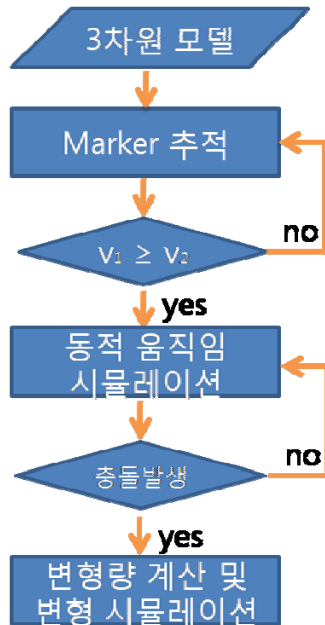 3차원 모델
Marker 추적
no
v₁ ≥ v₂
yes
동적 움직임
시뮬레이션
no
충돌발생
yes
변형량 계산 및
변형 시뮬레이션